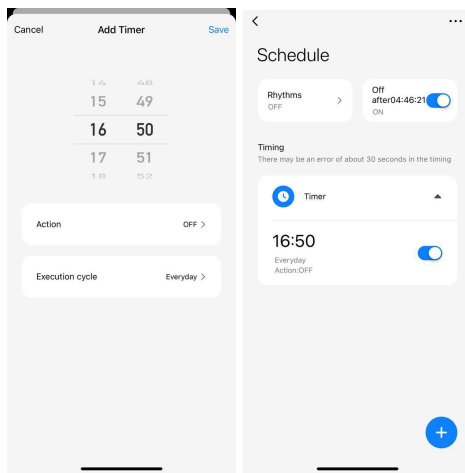 Cancel Add Timer Save
14 48
15 49
16 50
17 51
18 52
Action OFF
Execution cycle Everyday
Schedule
Rhythms
OFF
Off
after04:46:21
ON
Timing
There may be an error of about 30 seconds in the timing
Timer
16:50
Everyday
Action:OFF